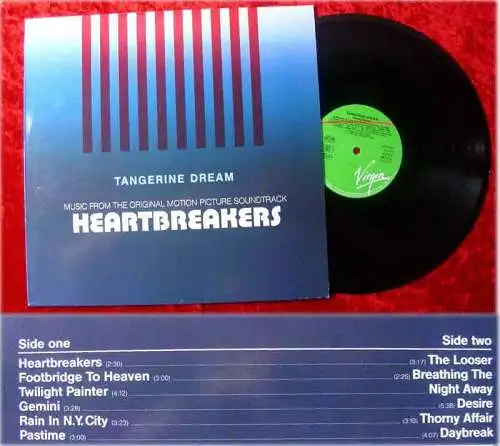 TANGERINE DREAM
MUSIC FROM THE ORIGINAL MOTION PICTURE SOUNDTRACK
HEARTBREAKERS
TANGERINE DREAM
Virgin
Side one
Heartbreakers (2:30)
Footbridge To Heaven (3:00)
Twilight Painter (4:12)
Gemini (3:28)
Rain In N.Y. City (3:23)
Pastime (3:00)
Side two
(3:17) The Looser
(2:25) Breathing The
Night Away
(5:38) Desire
(3:10) Thorny Affair
(4:07) Daybreak